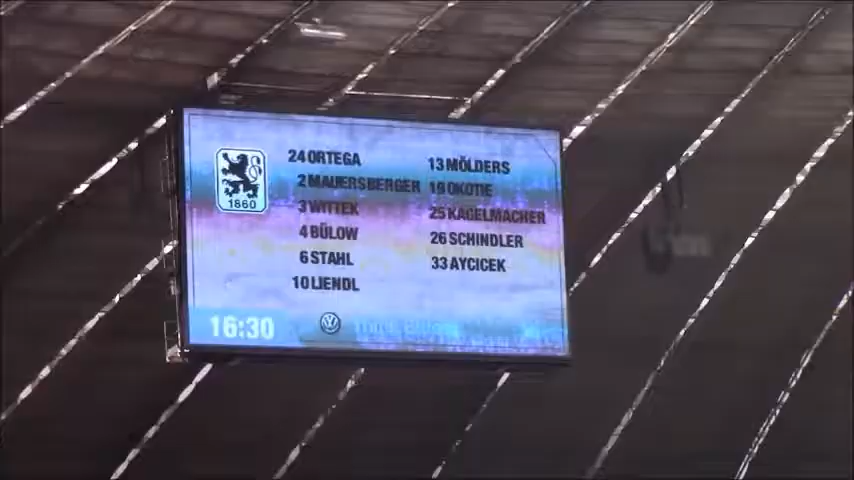 1860
24 ORTEGA
2 MAUERSBERGER
3 WITTEK
4 BÜLOW
6 STAHL
10 LIENDL
13 MÖLDERS
19 OKOTIE
25 KAGELMACHER
26 SCHINDLER
33 AYCICEK
16:30